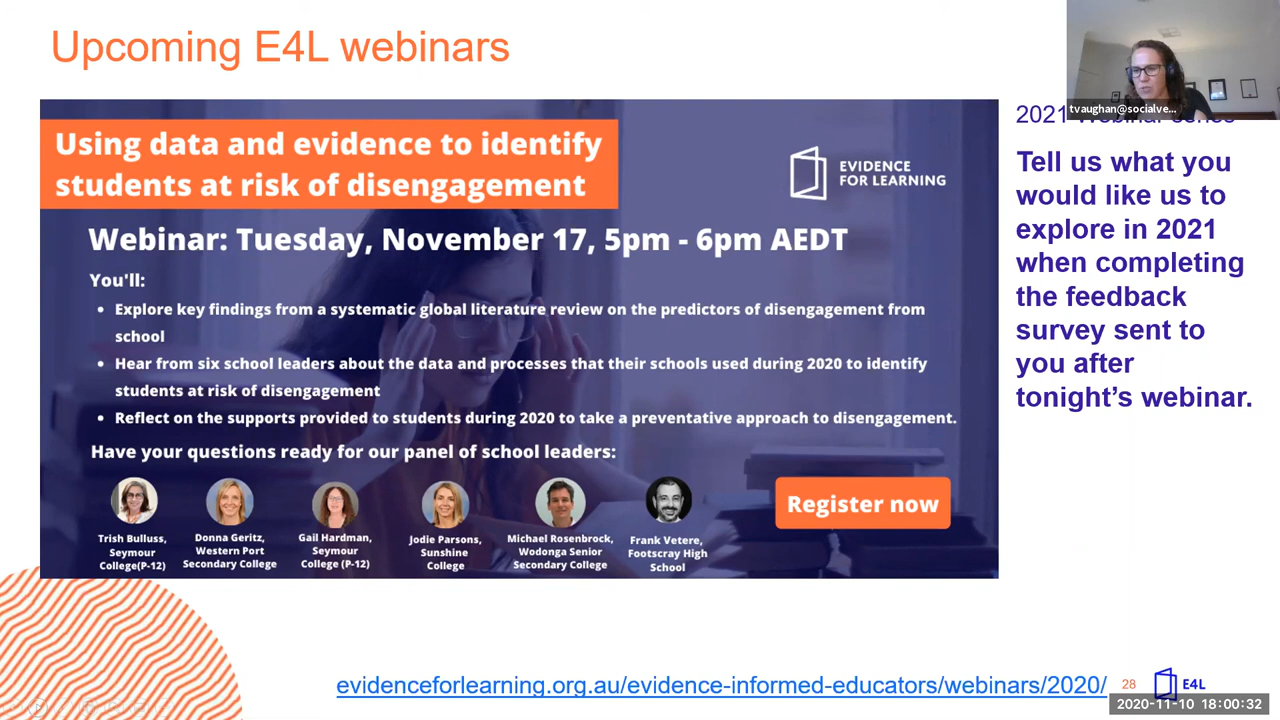 Upcoming E4L webinars
tvaughan@socialve...
2021 Webinar series
Using data and evidence to identify
students at risk of disengagement
EVIDENCE
FOR LEARNING
Webinar: Tuesday, November 17, 5pm - 6pm AEDT
You'll:
• Explore key findings from a systematic global literature review on the predictors of disengagement from
school
• Hear from six school leaders about the data and processes that their schools used during 2020 to identify
students at risk of disengagement
• Reflect on the supports provided to students during 2020 to take a preventative approach to disengagement.
Have your questions ready for our panel of school leaders:
Trish Bulluss,
Seymour
College(P-12)
Donna Geritz,
Western Port
Secondary College
Gail Hardman,
Seymour
College (P-12)
Jodie Parsons,
Sunshine
College
Michael Rosenbrock,
Wodonga Senior
Secondary College
Frank Vetere,
Footscray High
School
Register now
Tell us what you
would like us to
explore in 2021
when completing
the feedback
survey sent to
you after
tonight's webinar.
evidenceforlearning.org.au/evidence-informed-educators/webinars/2020/
28
E4L
2020-11-10 18:00:32